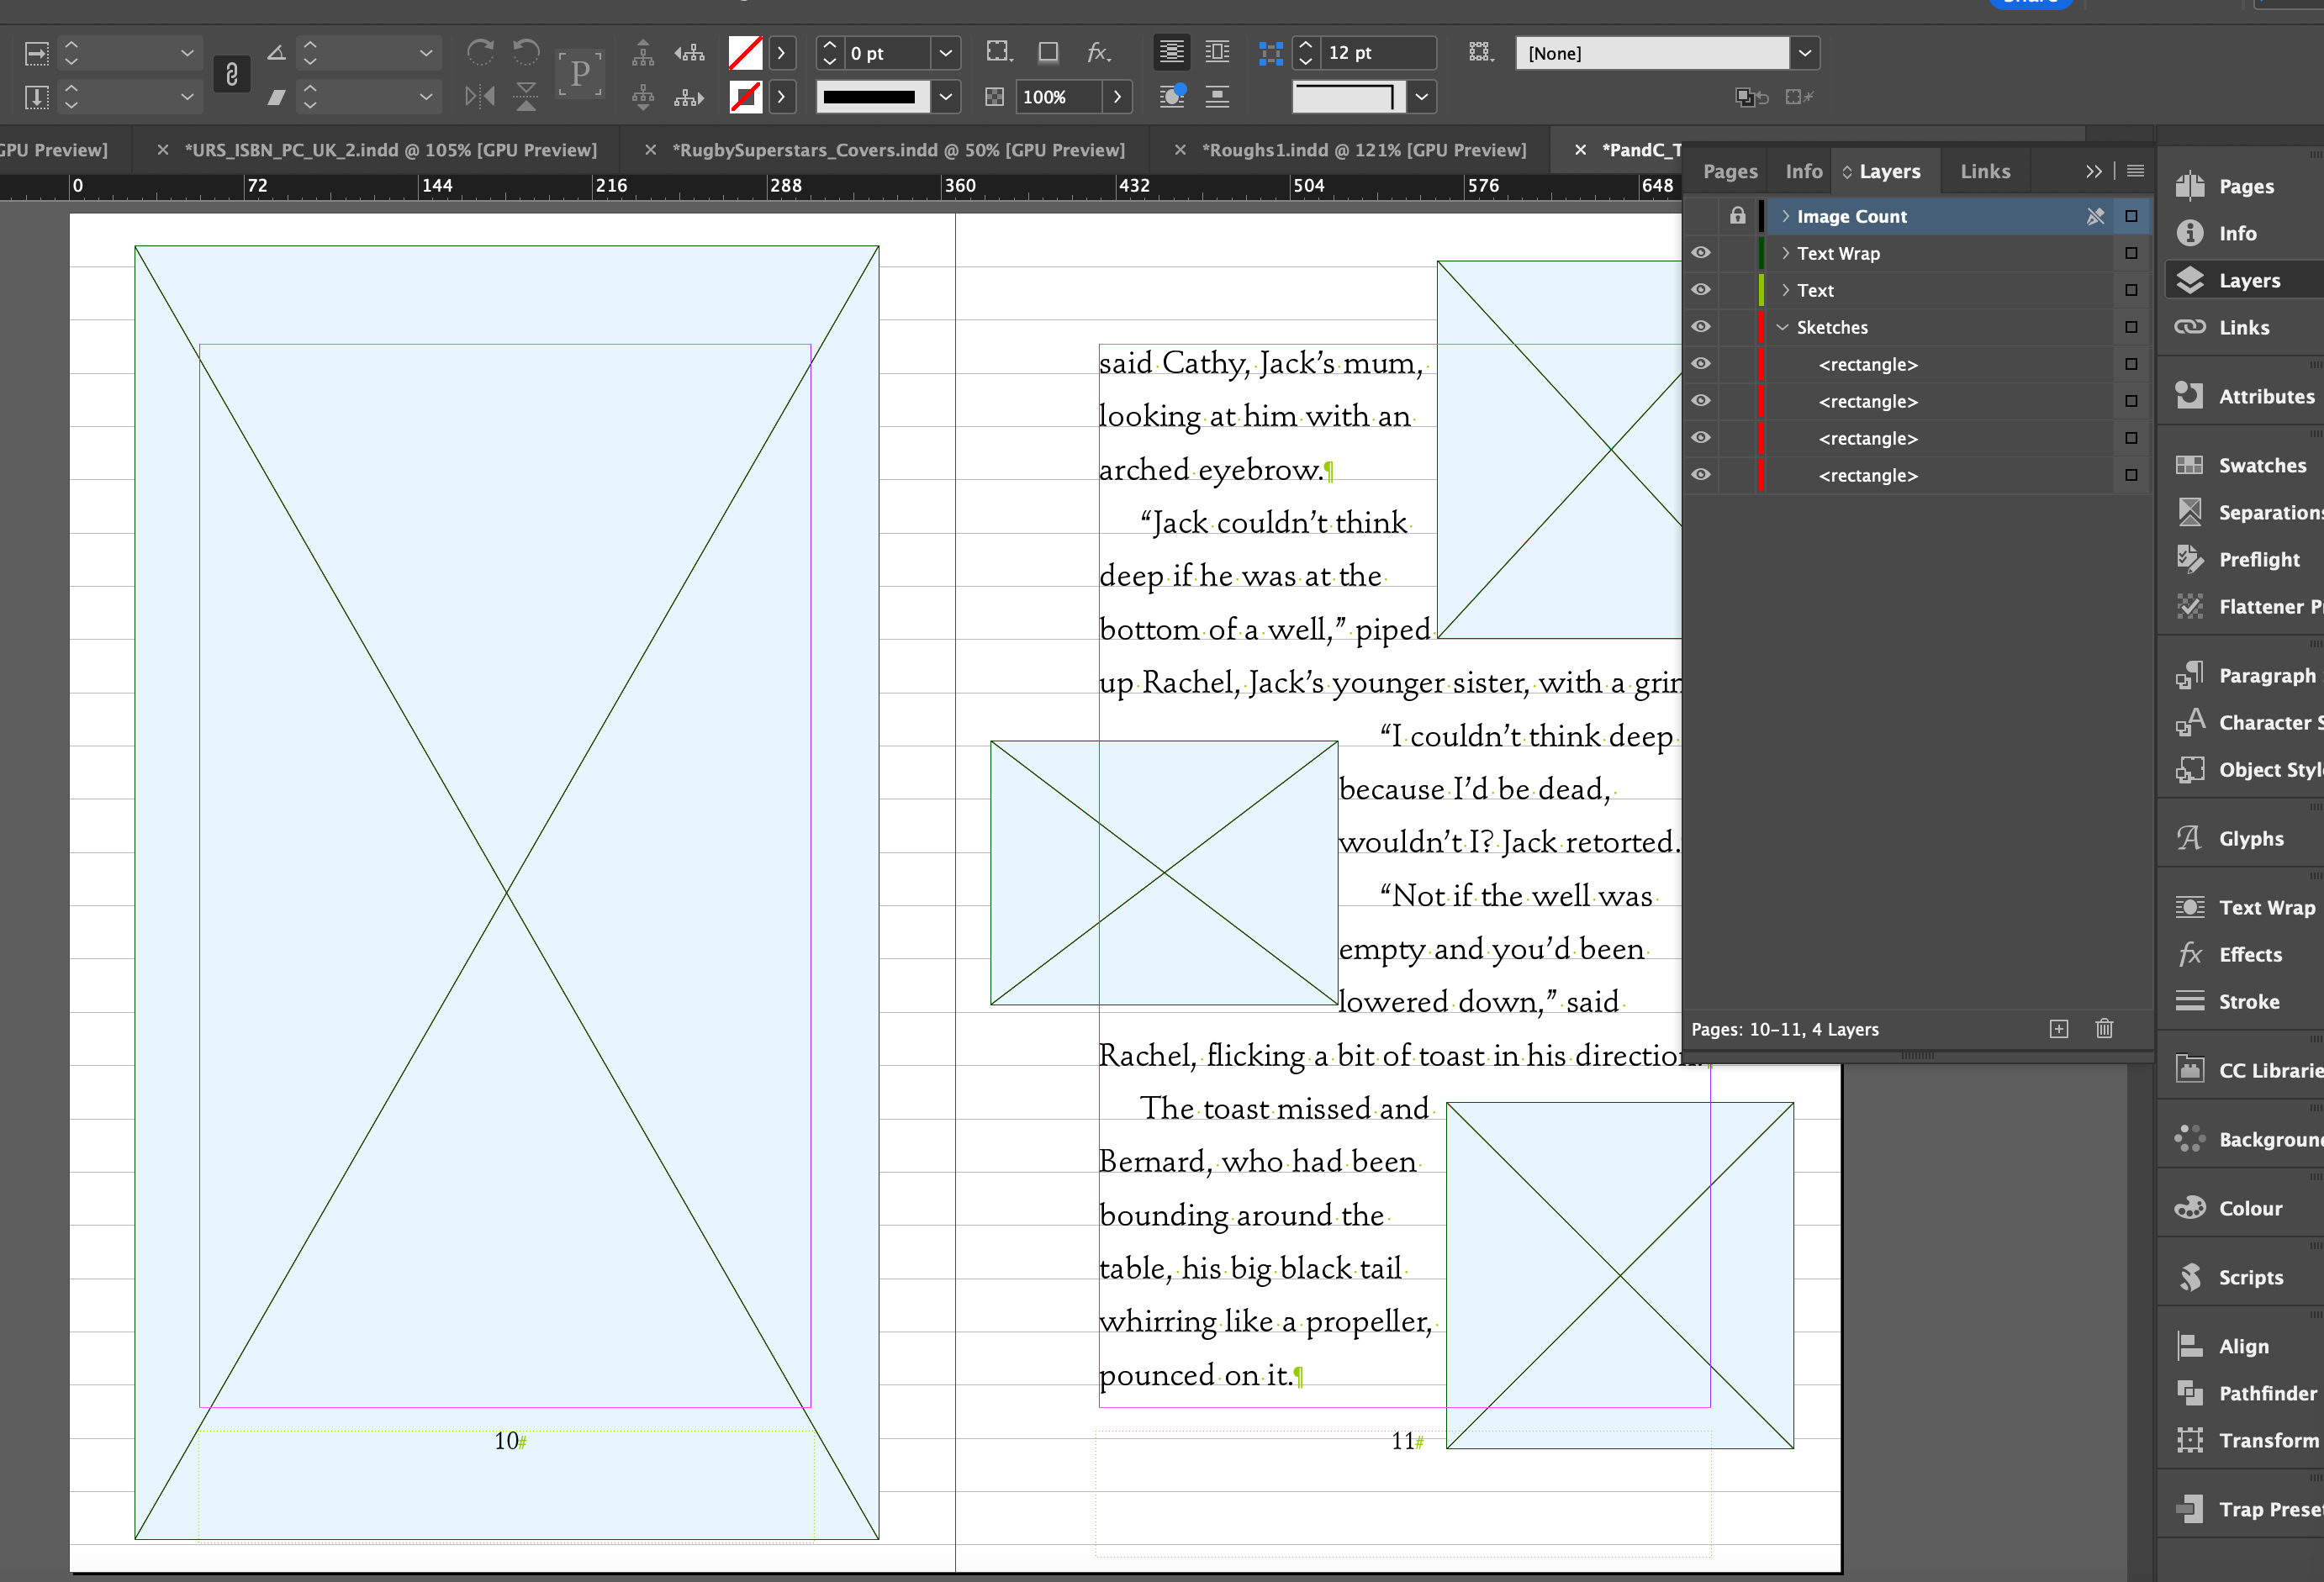 0 pt
12 pt
[None]
P
fx.
100%
GPU Preview]
*URS_ISBN_PC_UK_2.indd @ 105% [GPU Preview]
*RugbySuperstars_Covers.indd @ 50% [GPU Preview]
*Roughs1.indd @ 121% [GPU Preview]
*PandC_T
0 72 144 216 288 360 432 504 576 648
said Cathy, Jack’s mum,
looking at him with an
arched eyebrow.¶
“Jack couldn’t think
deep if he was at the
bottom of a well,” piped
up Rachel, Jack’s younger sister, with a grin
“I couldn’t think deep
because I’d be dead,
wouldn’t I? Jack retorted.
“Not if the well was
empty and you’d been
lowered down,” said
Rachel, flicking a bit of toast in his direction.
The toast missed and
Bernard, who had been
bounding around the
table, his big black tail
whirring like a propeller,
pounced on it.¶
10#
11#
Pages Info Layers Links
Image Count
Text Wrap
Text
Sketches
<rectangle>
<rectangle>
<rectangle>
<rectangle>
Pages: 10–11, 4 Layers
Pages
Info
Layers
Links
Attributes
Swatches
Separations
Preflight
Flattener P
Paragraph
Character S
Object Styl
Glyphs
Text Wrap
fx Effects
Stroke
CC Librarie
Background
Colour
Scripts
Align
Pathfinder
Transform
Trap Prese